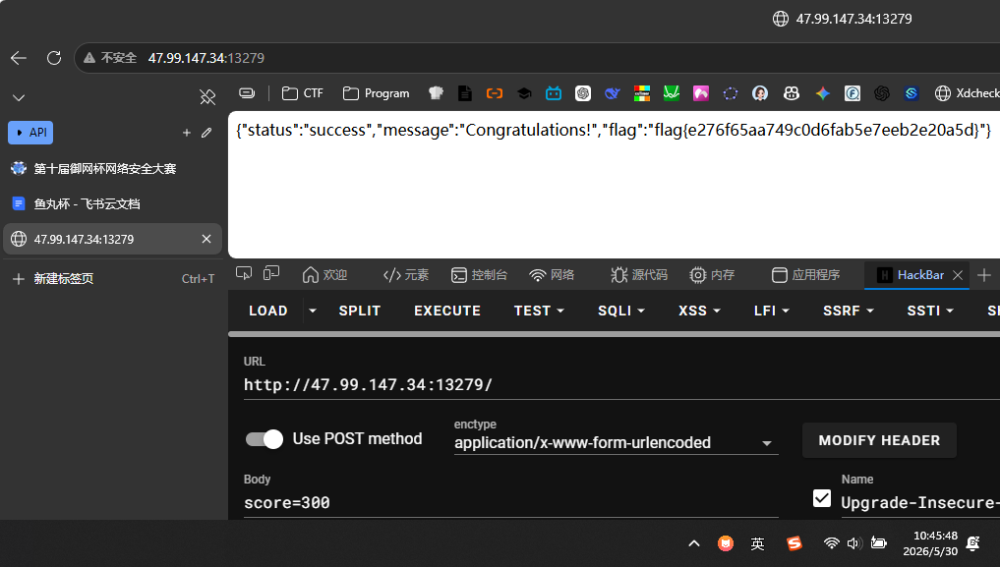 47.99.147.34:13279
不安全 47.99.147.34:13279
CTF Program Xdcheck
API
{"status":"success","message":"Congratulations!","flag":"flag{e276f65aa749c0d6fab5e7eeb2e20a5d}"}
第十届御网杯网络安全大赛
鱼丸杯 - 飞书云文档
47.99.147.34:13279
新建标签页 Ctrl+T
欢迎 元素 控制台 网络 源代码 内存 应用程序 H HackBar
LOAD SPLIT EXECUTE TEST SQLI XSS LFI SSRF SSTI
URL
http://47.99.147.34:13279/
Use POST method
enctype
application/x-www-form-urlencoded
MODIFY HEADER
Body
score=300
Name
Upgrade-Insecure-
英
10:45:48
2026/5/30